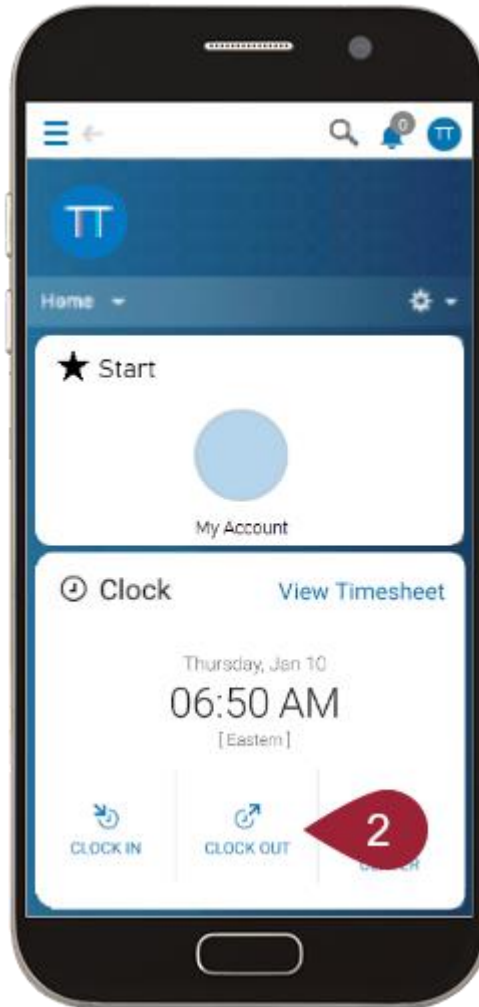 0
TT
TT
Home
Start
My Account
Clock
View Timesheet
Thursday, Jan 10
06:50 AM
[ Eastern ]
CLOCK IN
CLOCK OUT
2